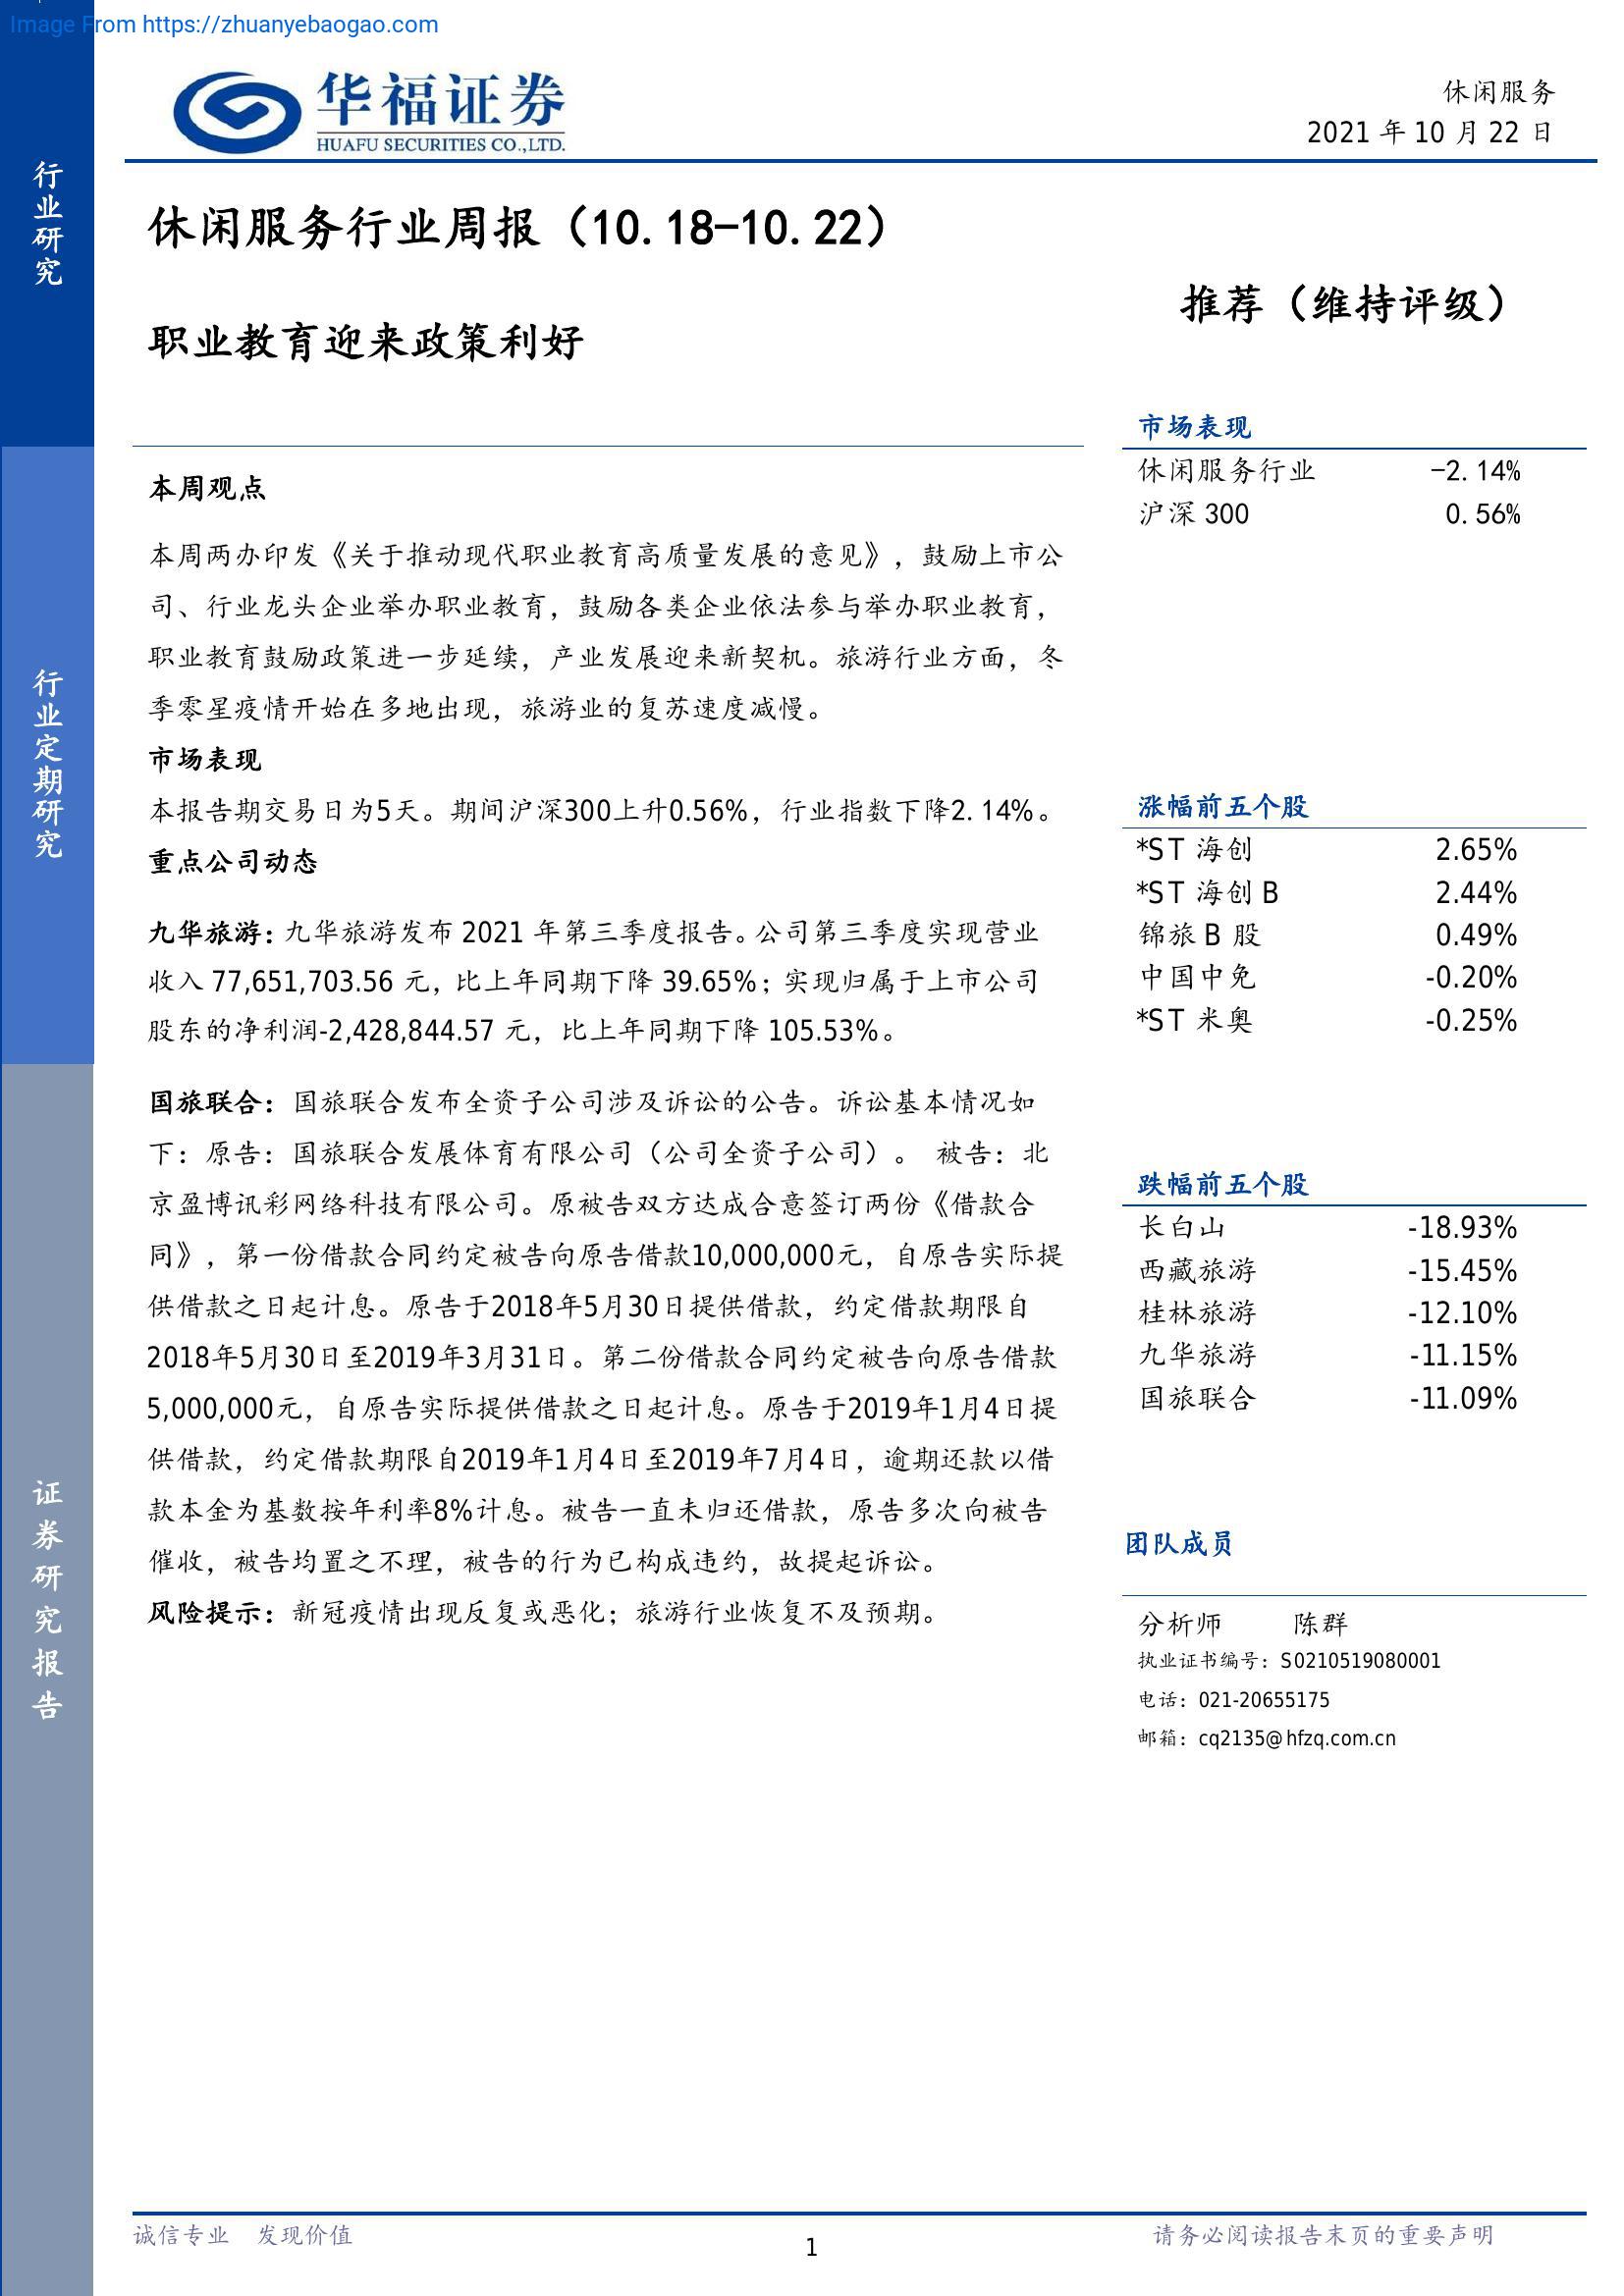 Image From https://zhuanyebaogao.com
华福证券
HUAFU SECURITIES CO.,LTD.
休闲服务
2021 年 10 月 22 日
行业研究
行业定期研究
证券研究报告
休闲服务行业周报（10.18-10.22）
职业教育迎来政策利好
推荐（维持评级）
本周观点
本周两办印发《关于推动现代职业教育高质量发展的意见》，鼓励上市公
司、行业龙头企业举办职业教育，鼓励各类企业依法参与举办职业教育，
职业教育鼓励政策进一步延续，产业发展迎来新契机。旅游行业方面，冬
季零星疫情开始在多地出现，旅游业的复苏速度减慢。
市场表现
本报告期交易日为5天。期间沪深300上升0.56%，行业指数下降2.14%。
重点公司动态
九华旅游：九华旅游发布 2021 年第三季度报告。公司第三季度实现营业
收入 77,651,703.56 元，比上年同期下降 39.65%；实现归属于上市公司
股东的净利润-2,428,844.57 元，比上年同期下降 105.53%。
国旅联合：国旅联合发布全资子公司涉及诉讼的公告。诉讼基本情况如
下：原告：国旅联合发展体育有限公司（公司全资子公司）。 被告：北
京盈博讯彩网络科技有限公司。原被告双方达成合意签订两份《借款合
同》，第一份借款合同约定被告向原告借款10,000,000元，自原告实际提
供借款之日起计息。原告于2018年5月30日提供借款，约定借款期限自
2018年5月30日至2019年3月31日。第二份借款合同约定被告向原告借款
5,000,000元，自原告实际提供借款之日起计息。原告于2019年1月4日提
供借款，约定借款期限自2019年1月4日至2019年7月4日，逾期还款以借
款本金为基数按年利率8%计息。被告一直未归还借款，原告多次向被告
催收，被告均置之不理，被告的行为已构成违约，故提起诉讼。
风险提示：新冠疫情出现反复或恶化；旅游行业恢复不及预期。
市场表现
休闲服务行业 -2.14%
沪深 300 0.56%
涨幅前五个股
*ST 海创 2.65%
*ST 海创 B 2.44%
锦旅 B 股 0.49%
中国中免 -0.20%
*ST 米奥 -0.25%
跌幅前五个股
长白山 -18.93%
西藏旅游 -15.45%
桂林旅游 -12.10%
九华旅游 -11.15%
国旅联合 -11.09%
团队成员
分析师 陈群
执业证书编号：S0210519080001
电话：021-20655175
邮箱：cq2135@hfzq.com.cn
诚信专业 发现价值
1
请务必阅读报告末页的重要声明